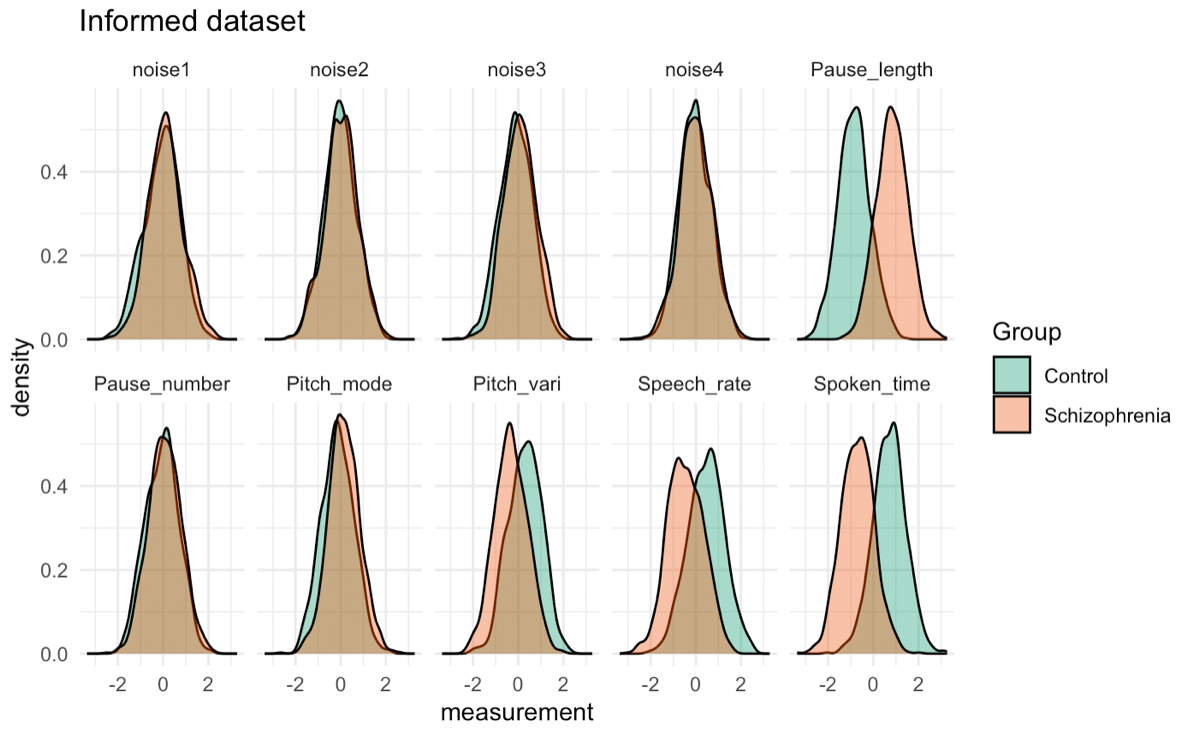 Informed dataset
noise1 noise2 noise3 noise4 Pause_length
0.4
0.2
0.0
Pause_number Pitch_mode Pitch_vari Speech_rate Spoken_time
0.4
0.2
0.0
-2 0 2 -2 0 2 -2 0 2 -2 0 2 -2 0 2
measurement
density
Group
Control
Schizophrenia